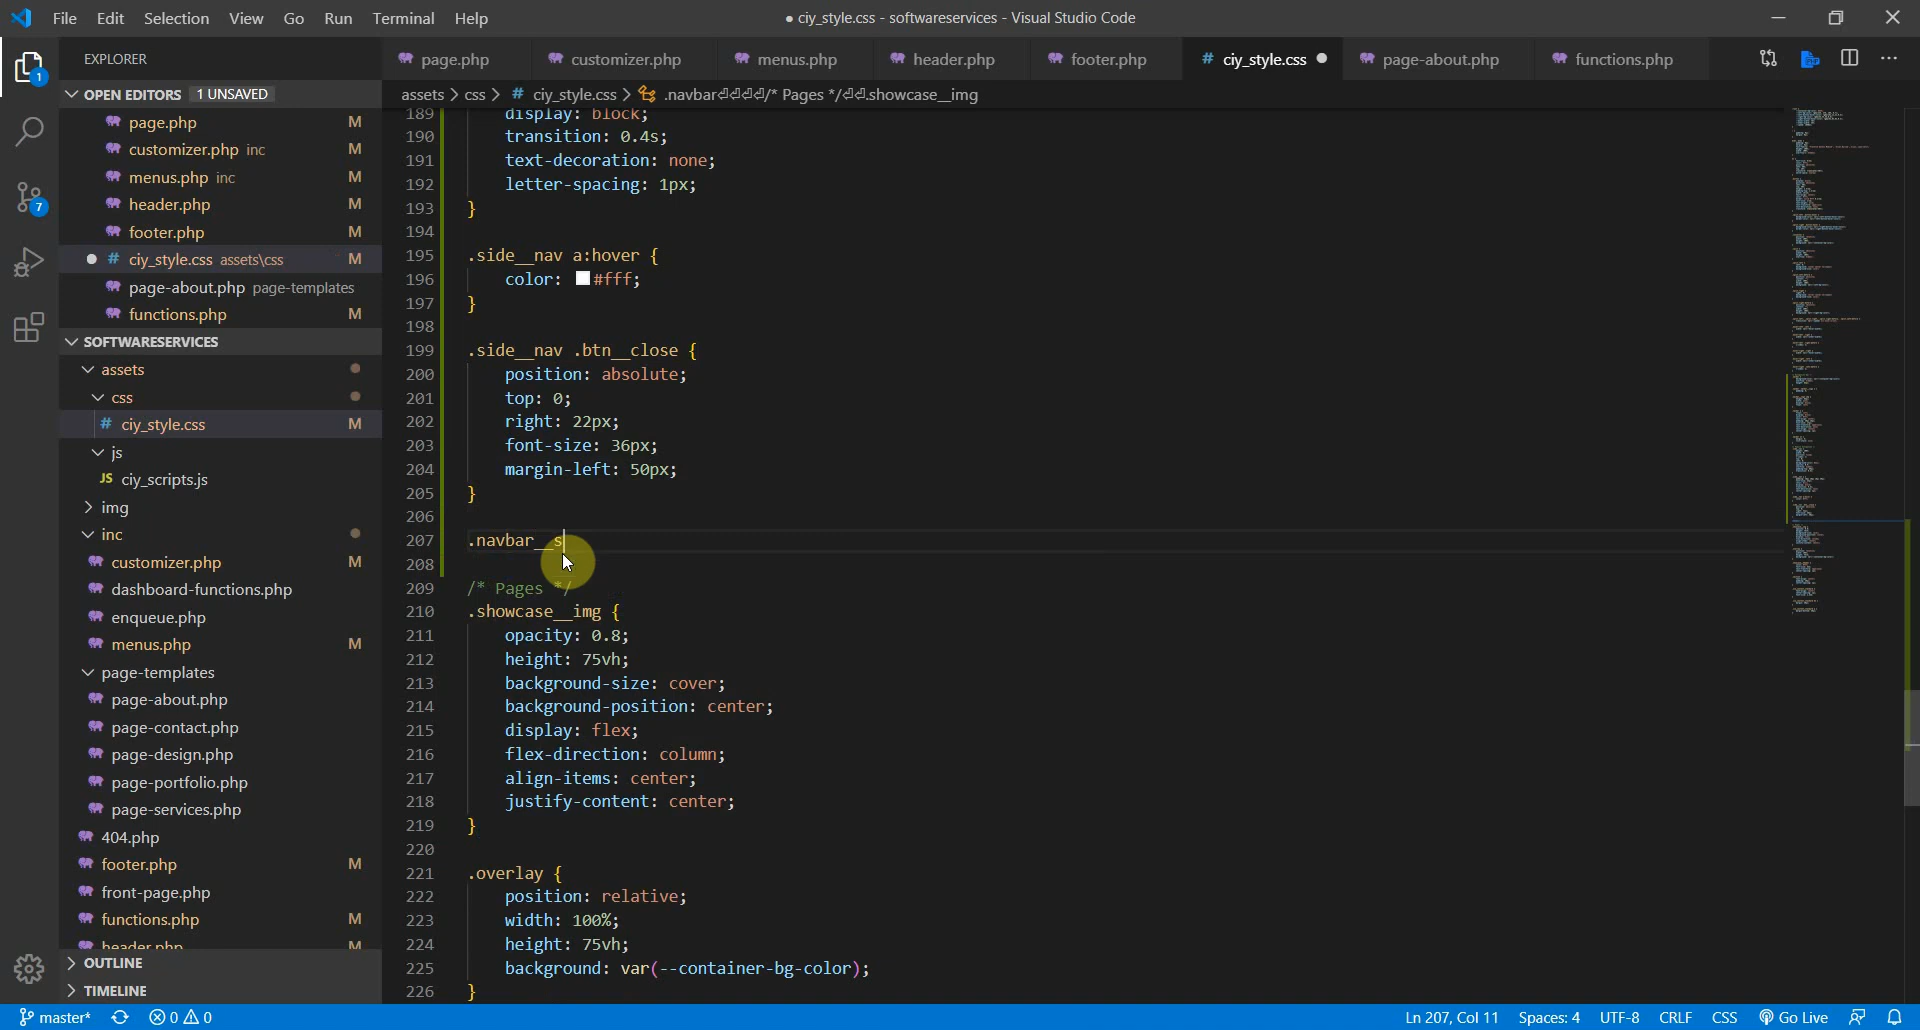 File Edit Selection View Go Run Terminal Help
● ciy_style.css - softwareservices - Visual Studio Code
EXPLORER
page.php customizer.php menus.php header.php footer.php # ciy_style.css ● page-about.php functions.php
OPEN EDITORS 1 UNSAVED
assets > css > # ciy_style.css > .navbar⏎⏎⏎⏎/* Pages */⏎⏎.showcase__img
page.php M
customizer.php inc M
menus.php inc M
header.php M
footer.php M
# ciy_style.css assets\css M
page-about.php page-templates
functions.php M
SOFTWARESERVICES
assets
css
# ciy_style.css M
js
JS ciy_scripts.js
img
inc
customizer.php M
dashboard-functions.php
enqueue.php
menus.php M
page-templates
page-about.php
page-contact.php
page-design.php
page-portfolio.php
page-services.php
404.php
footer.php M
front-page.php
functions.php M
header.php M
OUTLINE
TIMELINE
189 display: block;
190 transition: 0.4s;
191 text-decoration: none;
192 letter-spacing: 1px;
193 }
194
195 .side__nav a:hover {
196 color: #fff;
197 }
198
199 .side__nav .btn__close {
200 position: absolute;
201 top: 0;
202 right: 22px;
203 font-size: 36px;
204 margin-left: 50px;
205 }
206
207 .navbar__s
208
209 /* Pages */
210 .showcase__img {
211 opacity: 0.8;
212 height: 75vh;
213 background-size: cover;
214 background-position: center;
215 display: flex;
216 flex-direction: column;
217 align-items: center;
218 justify-content: center;
219 }
220
221 .overlay {
222 position: relative;
223 width: 100%;
224 height: 75vh;
225 background: var(--container-bg-color);
226 }
1
7
master* 0 0
Ln 207, Col 11 Spaces: 4 UTF-8 CRLF CSS Go Live